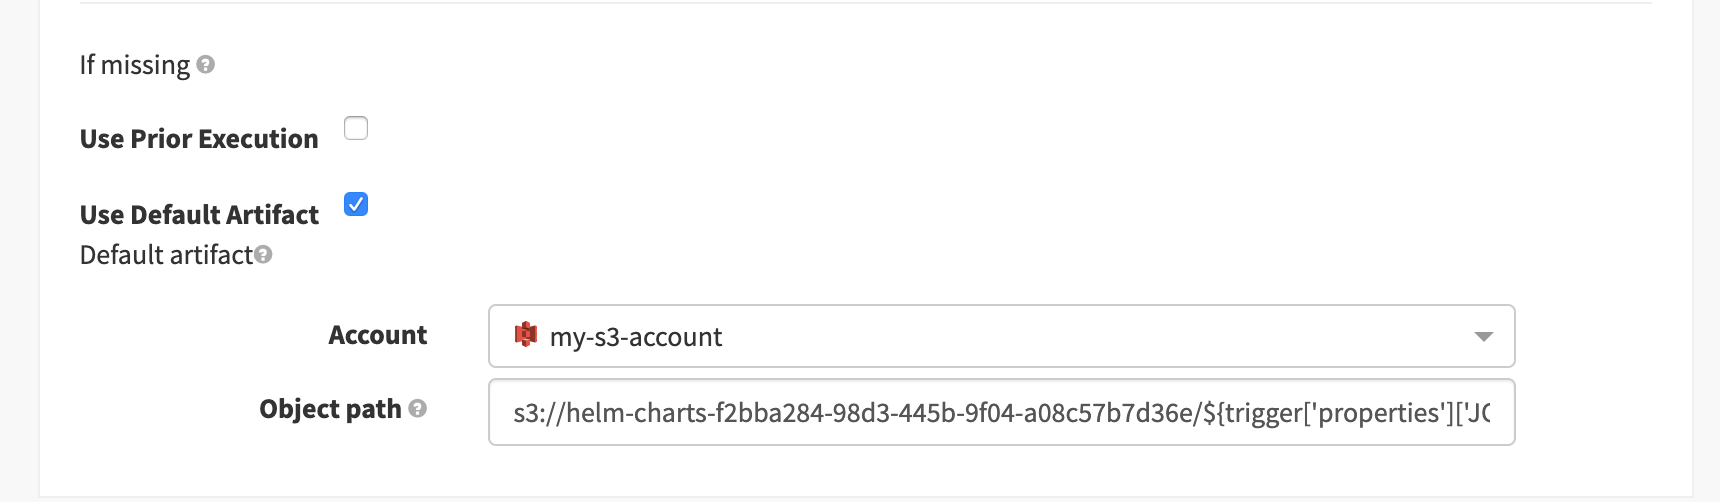 If missing ?
Use Prior Execution
Use Default Artifact
Default artifact ?
Account my-s3-account
Object path ? s3://helm-charts-f2bba284-98d3-445b-9f04-a08c57b7d36e/${trigger['properties']['JO